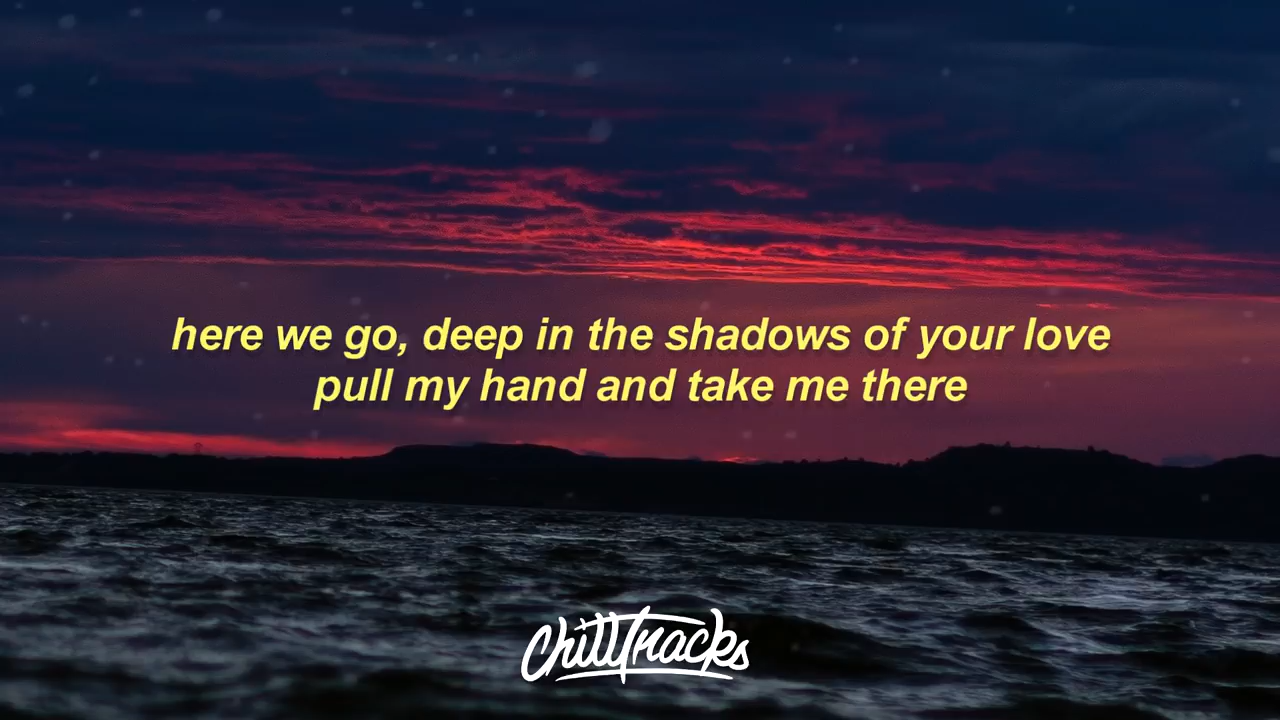 here we go, deep in the shadows of your love
pull my hand and take me there
ChillTracks